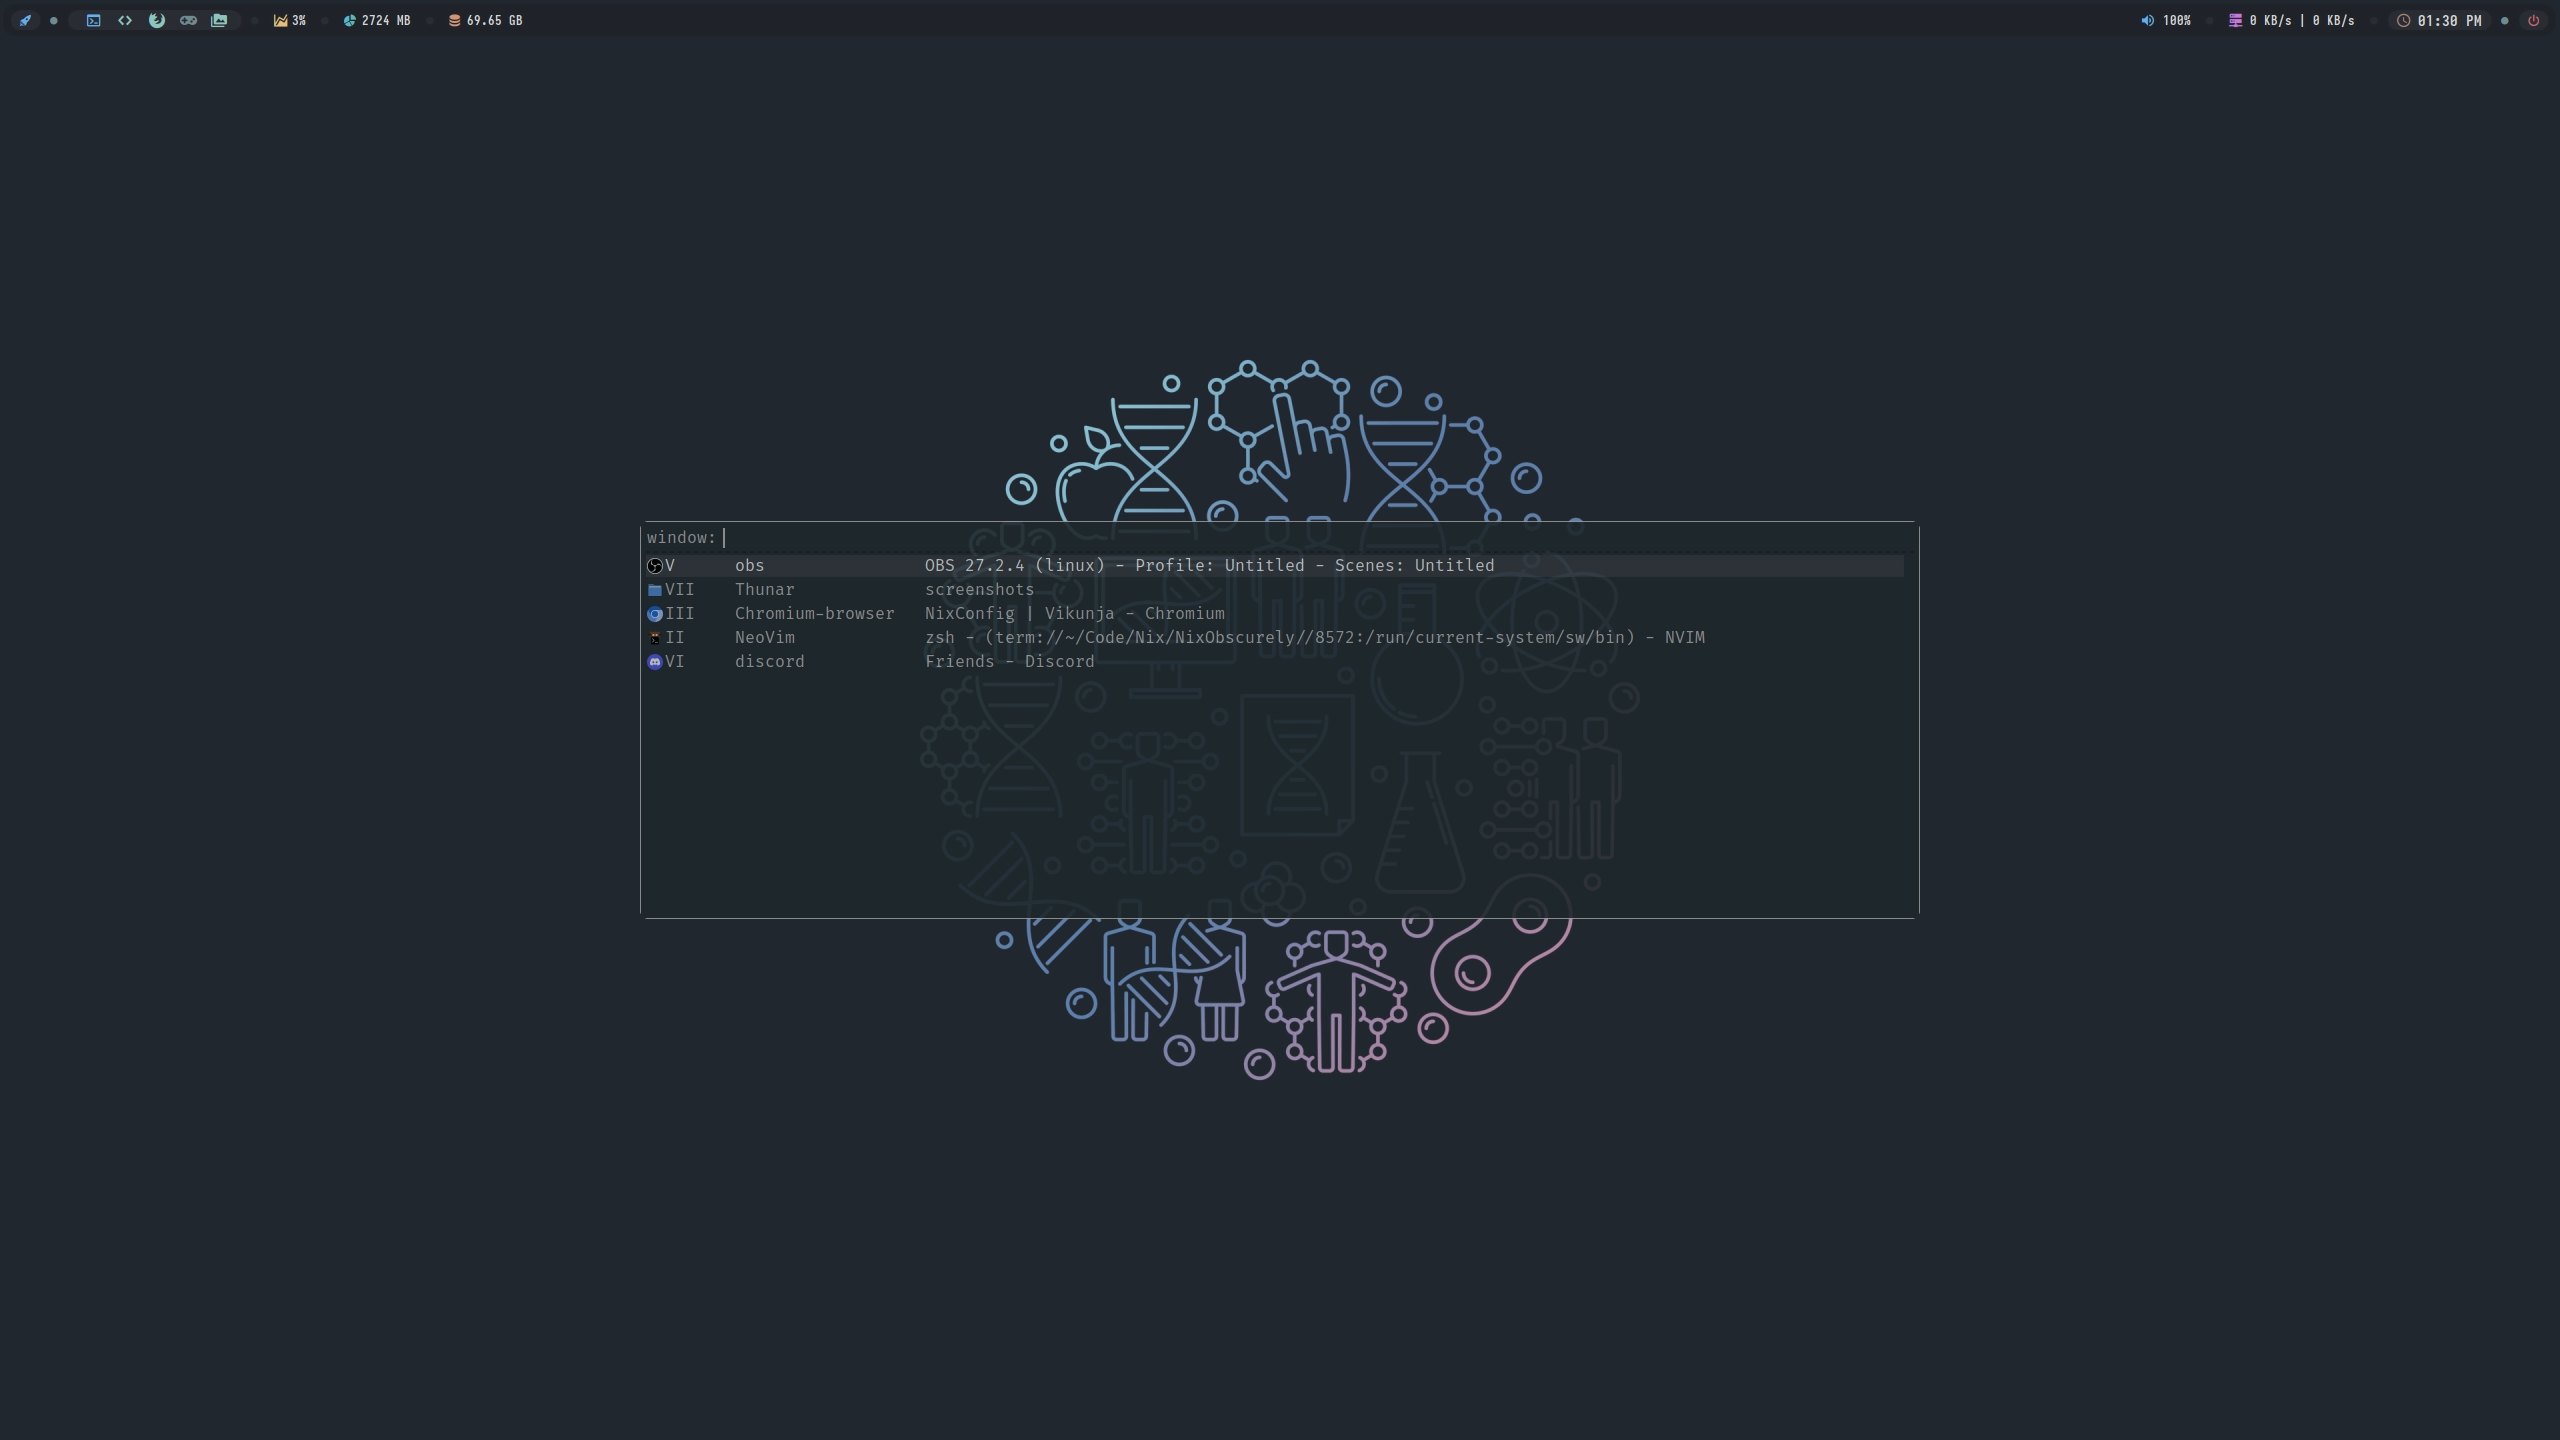 3% 2724 MB 69.65 GB 100% 0 KB/s | 0 KB/s 01:30 PM
window:
V obs OBS 27.2.4 (linux) - Profile: Untitled - Scenes: Untitled
VII Thunar screenshots
III Chromium-browser NixConfig | Vikunja - Chromium
II NeoVim zsh - (term://~/Code/Nix/NixObscurely//8572:/run/current-system/sw/bin) - NVIM
VI discord Friends - Discord